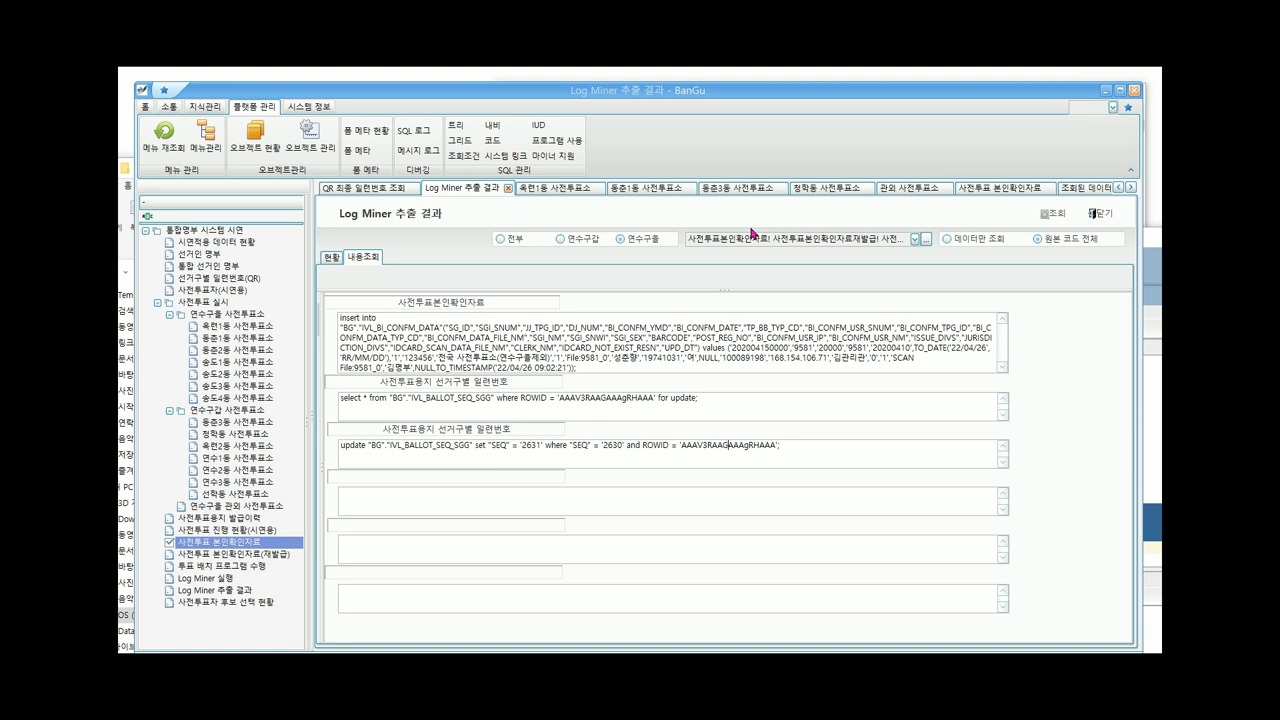 Log Miner 추출 결과 - BanGu
홈 소통 지식관리 플랫폼 관리 시스템 정보
메뉴 재조회 메뉴관리 오브젝트 현황 오브젝트 관리
폼 메타 현황
폼 메타
SQL 로그
메시지 로그
트리 내비 IUD
그리드 코드 프로그램 사용
조회조건 시스템 링크 마이너 지원
메뉴 관리 오브젝트관리 폼 메타 디버깅 SQL 관리
QR 최종 일련번호 조회 Log Miner 추출 결과 옥련1동 사전투표소 동춘1동 사전투표소 동춘3동 사전투표소 정학동 사전투표소 관외 사전투표소 사전투표 본인확인자료 조회된 데이터
통합명부 시스템 시연
시연적용 데이터 현황
선거인 명부
통합 선거인 명부
선거구별 일련번호(QR)
사전투표자(시연용)
사전투표 실시
연수구을 사전투표소
옥련1동 사전투표소
동춘1동 사전투표소
동춘2동 사전투표소
송도1동 사전투표소
송도2동 사전투표소
송도3동 사전투표소
송도4동 사전투표소
연수구갑 사전투표소
동춘3동 사전투표소
정학동 사전투표소
옥련2동 사전투표소
연수1동 사전투표소
연수2동 사전투표소
연수3동 사전투표소
선학동 사전투표소
연수구을 관외 사전투표소
사전투표용지 발급이력
사전투표 진행 현황(시연용)
사전투표 본인확인자료
사전투표 본인확인자료(재발급)
투표 배치 프로그램 수행
Log Miner 실행
Log Miner 추출 결과
사전투표자 후보 선택 현황
Log Miner 추출 결과
조회 닫기
전부 연수구갑 연수구을 사전투표본인확인자료! 사전투표본인확인자료재발급! 사전... 데이터만 조회 원본 코드 전체
현황 내용조회
사전투표본인확인자료
insert into
"BG"."IVL_BI_CONFM_DATA"("SG_ID","SGI_SNUM","JJ_TPG_ID","DJ_NUM","BI_CONFM_YMD","BI_CONFM_DATE","TP_BB_TYP_CD","BI_CONFM_USR_SNUM","BI_CONFM_TPG_ID","BI_C
ONFM_DATA_TYP_CD","BI_CONFM_DATA_FILE_NM","SGI_NM","SGI_SNWI","SGI_SEX","BARCODE","POST_REG_NO","BI_CONFM_USR_IP","BI_CONFM_USR_NM","ISSUE_DIVS","JURISDI
CTION_DIVS","IDCARD_SCAN_DATA_FILE_NM","CLERK_NM","IDCARD_NOT_EXIST_RESN","UPD_DT") values ('202004150000','9581','20000','9581','20200410',TO_DATE('22/04/26',
'RR/MM/DD'),'1','123456','전국 사전투표소(연수구을제외)','1','File:9581_0','성춘향','19741031','여',NULL,'100089198','168.154.106.71','김관리관','0','1','SCAN
File:9581_0','김명부',NULL,TO_TIMESTAMP('22/04/26 09:02:21'));
사전투표용지 선거구별 일련번호
select * from "BG"."IVL_BALLOT_SEQ_SGG" where ROWID = 'AAAV3RAAGAAAgRHAAA' for update;
사전투표용지 선거구별 일련번호
update "BG"."IVL_BALLOT_SEQ_SGG" set "SEQ" = '2631' where "SEQ" = '2630' and ROWID = 'AAAV3RAAGAAAgRHAAA';